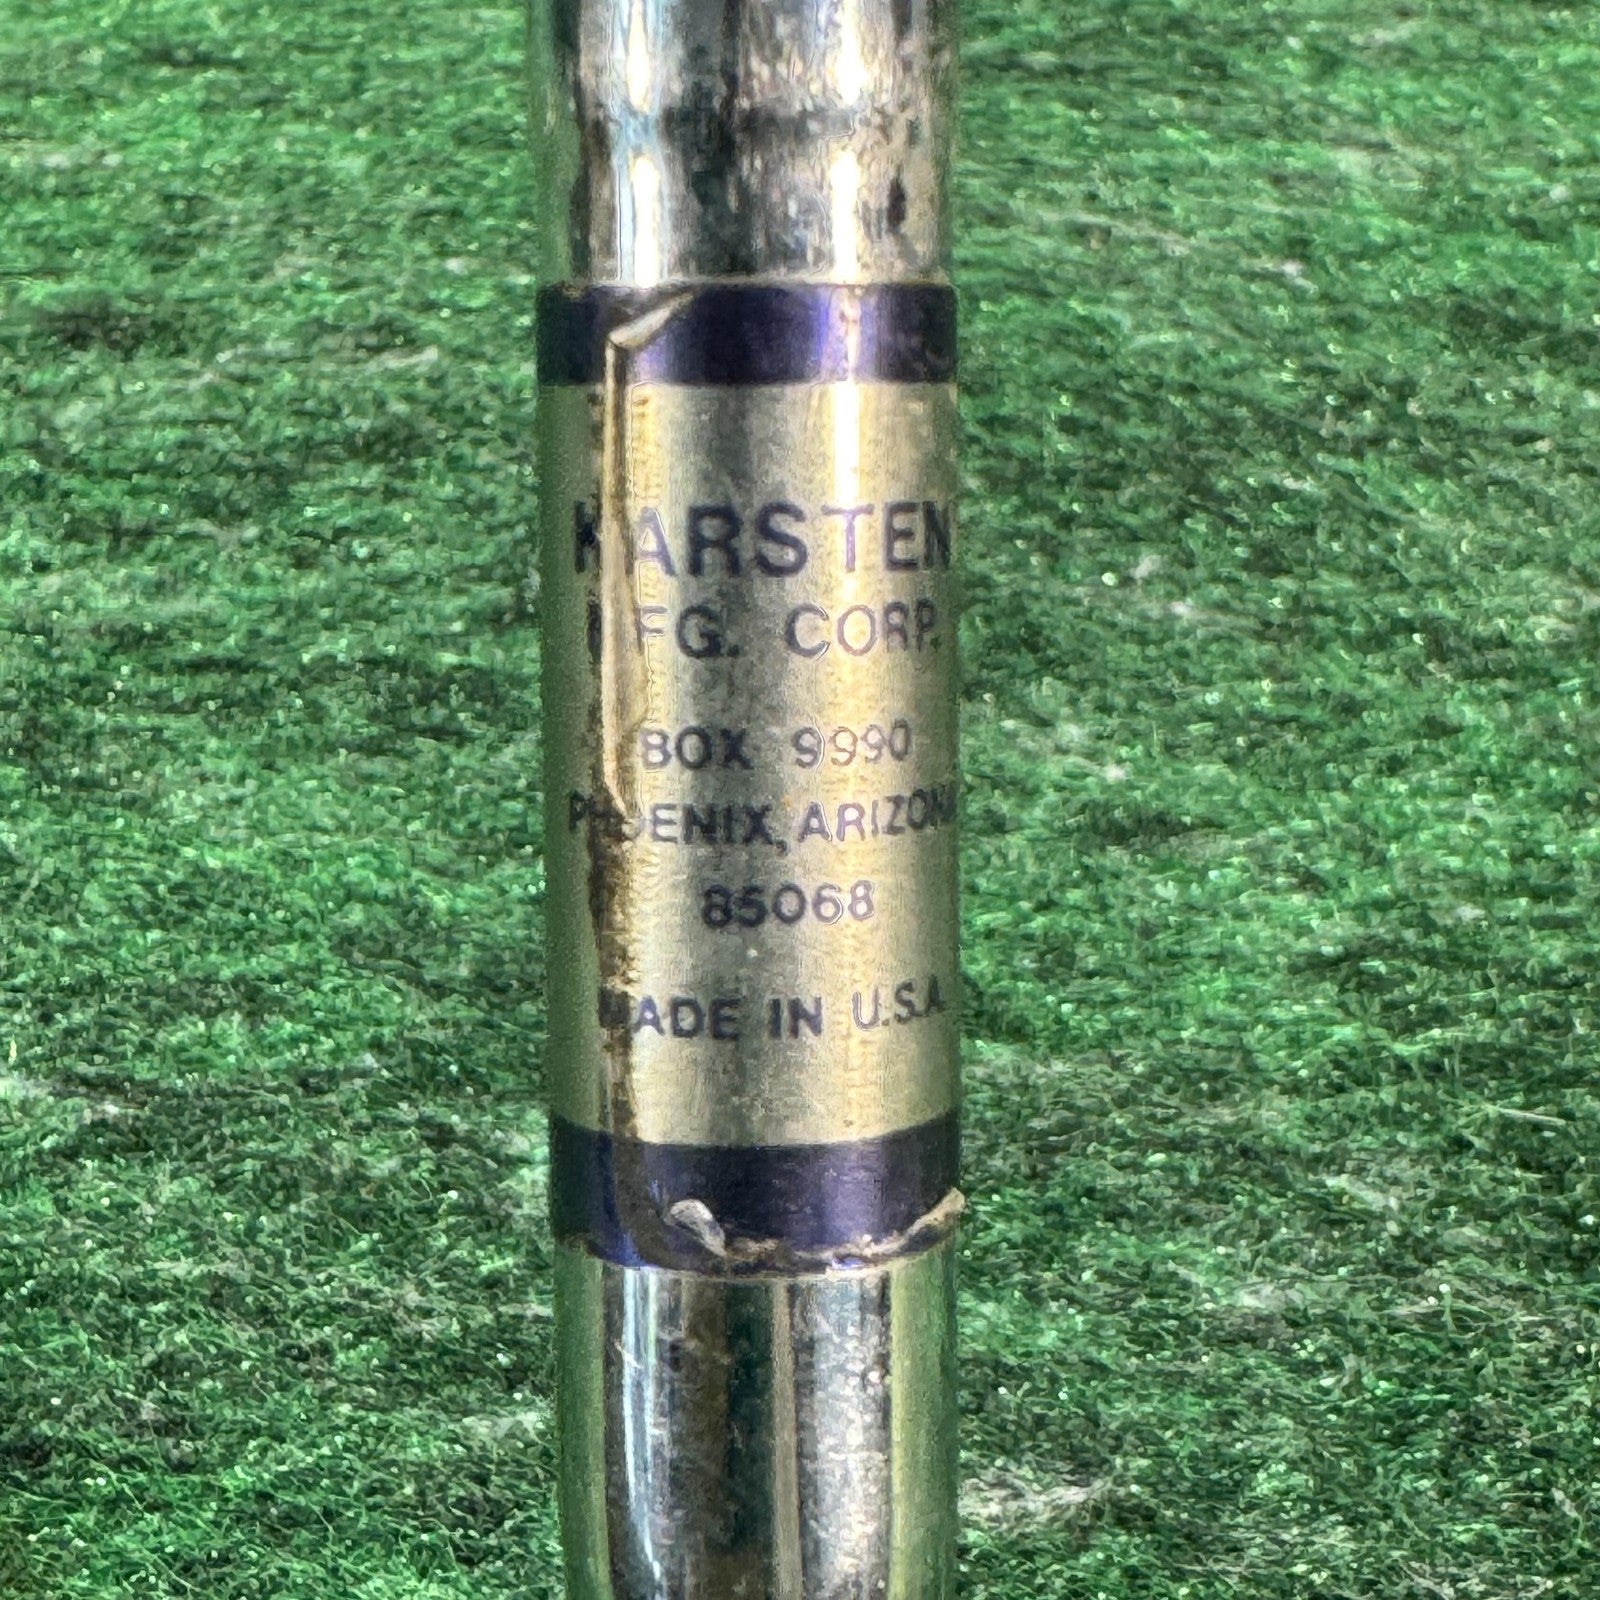 KARSTEN
MFG. CORP.
BOX 9990
PHOENIX, ARIZONA
85068
MADE IN U.S.A.